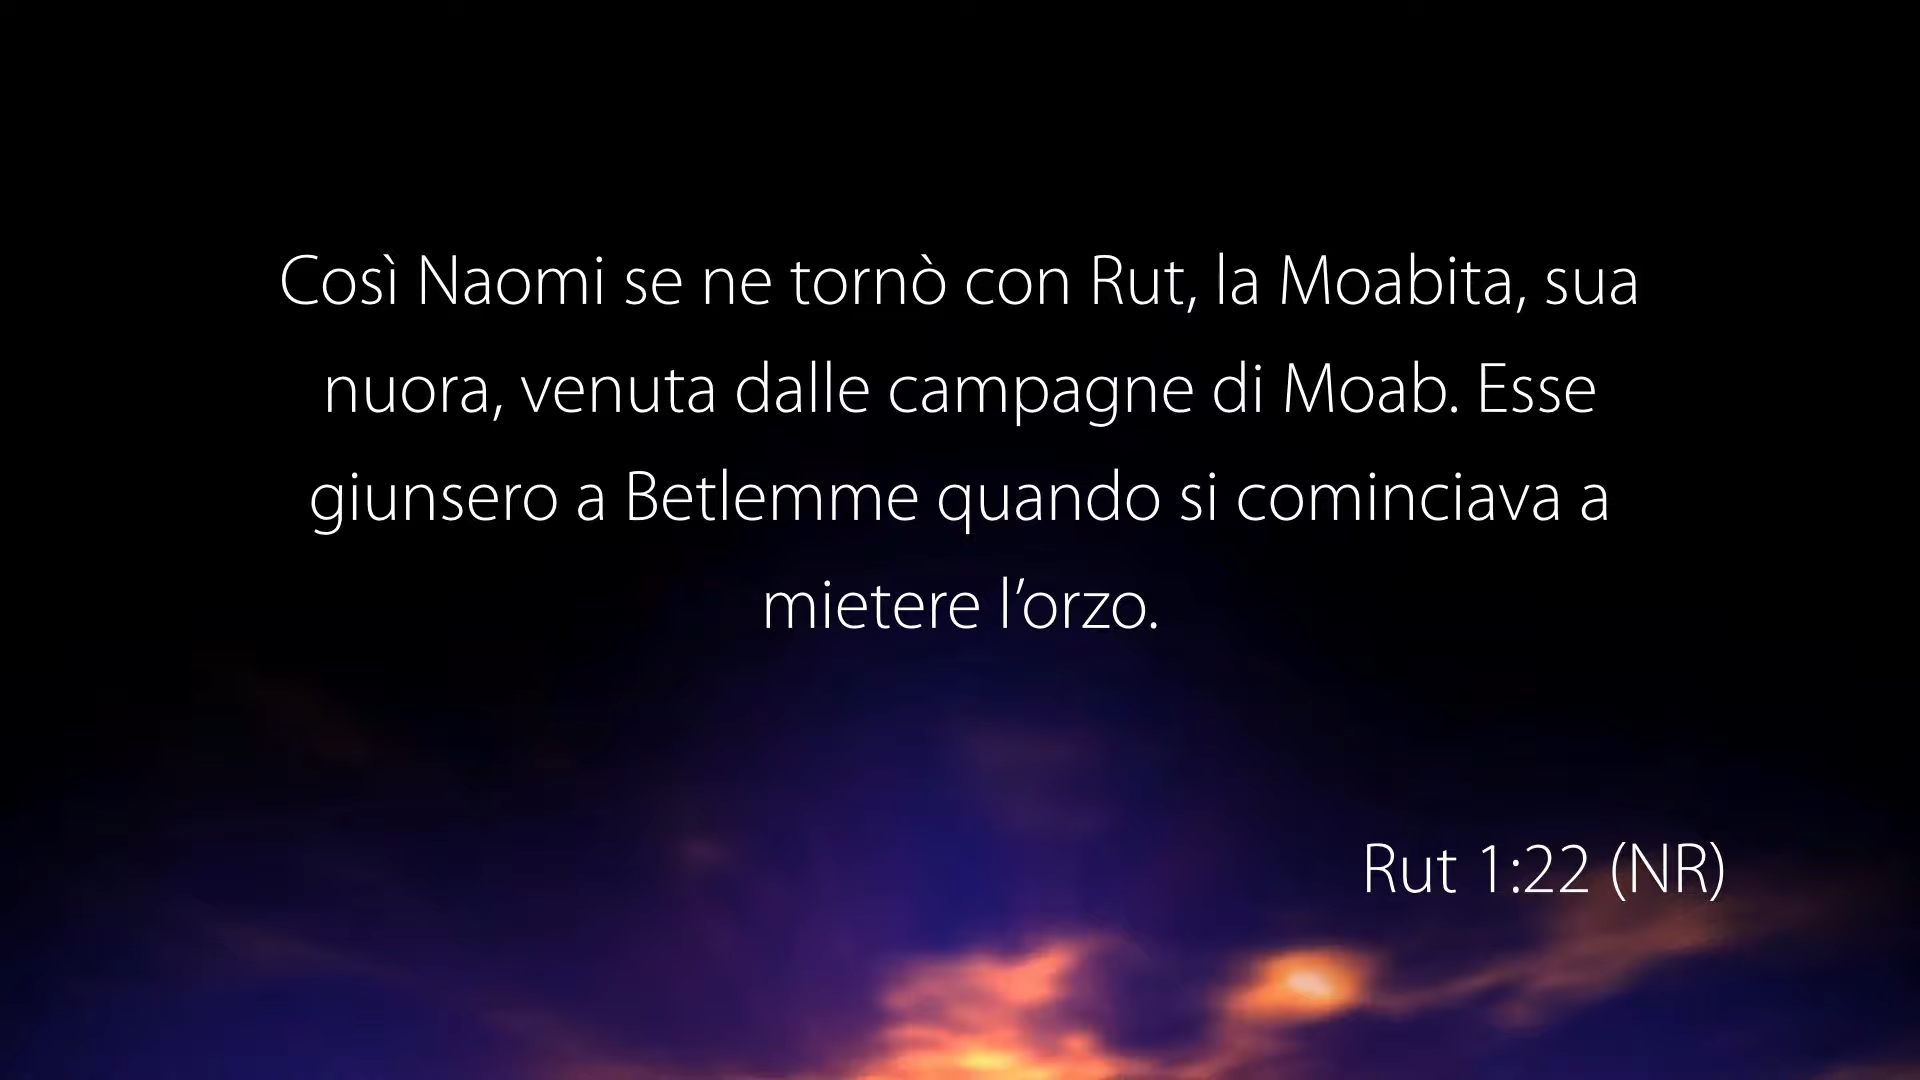 Così Naomi se ne tornò con Rut, la Moabita, sua
nuora, venuta dalle campagne di Moab. Esse
giunsero a Betlemme quando si cominciava a
mietere l’orzo.
Rut 1:22 (NR)